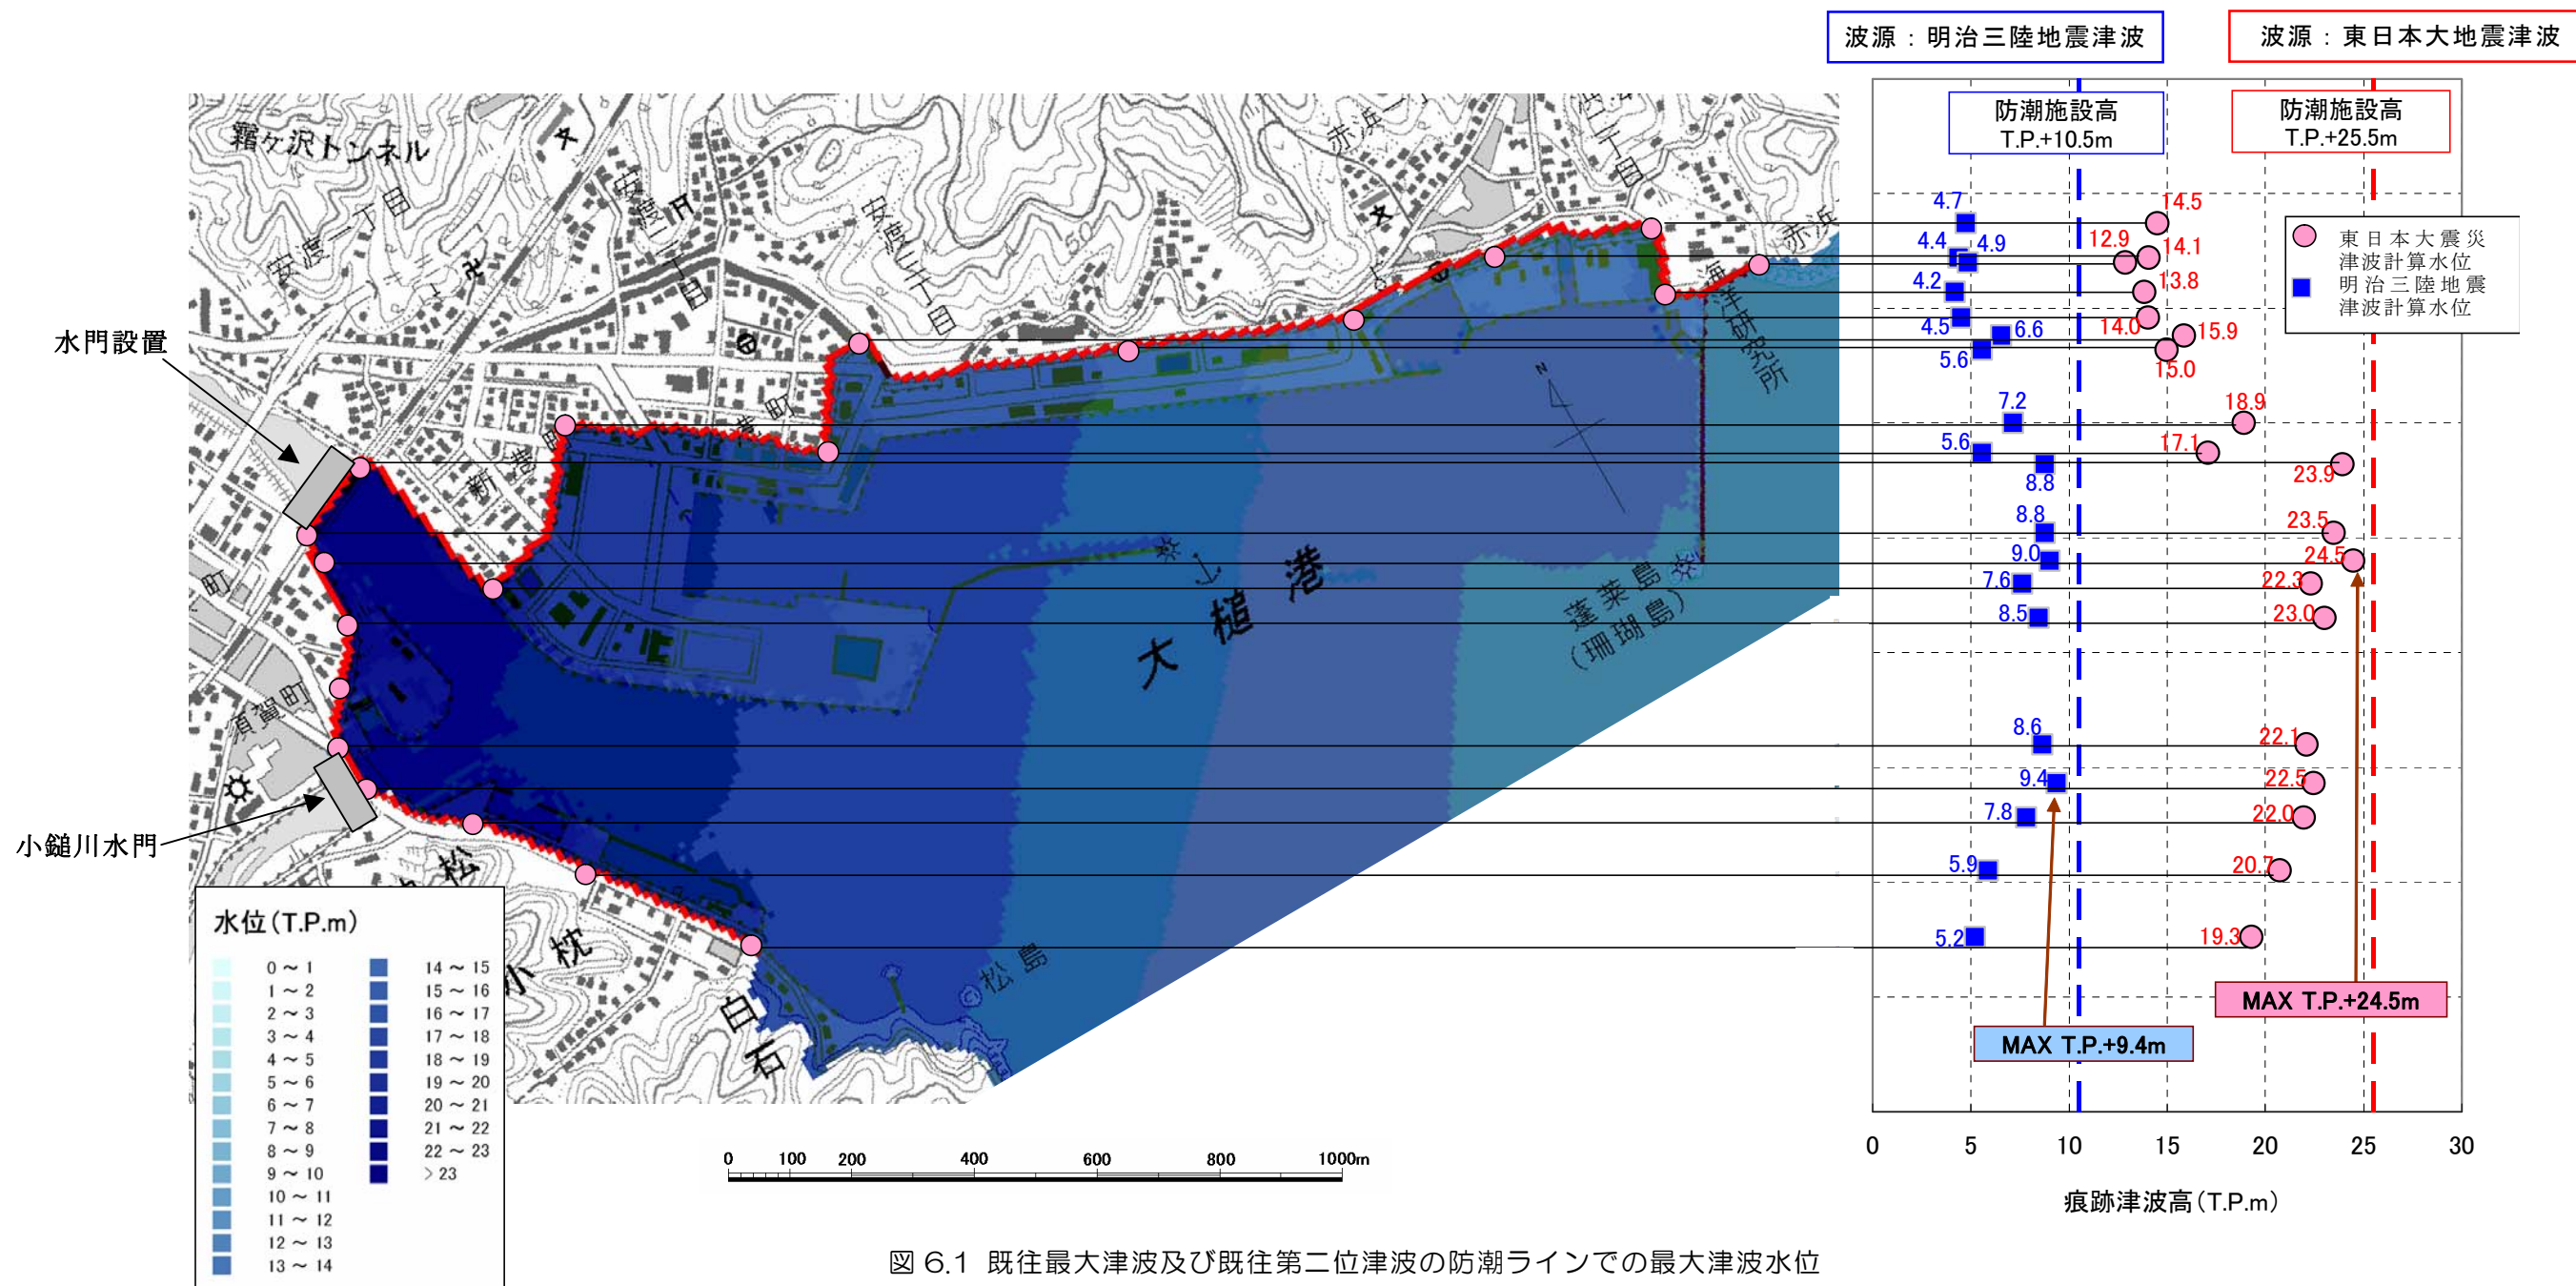 波源：明治三陸地震津波
波源：東日本大地震津波
防潮施設高
T.P.+10.5m
防潮施設高
T.P.+25.5m
東日本大震災
津波計算水位
明治三陸地震
津波計算水位
霞ケ沢トンネル
安渡一丁目
安渡二丁目
安渡三丁目
赤浜一丁目
赤浜
海洋研究所
港町
新港町
須賀町
町
水門設置
小鎚川水門
大槌港
蓬莱島
(珊瑚島)
小枕
白石
松島
N
50
4.7
14.5
4.4
4.9
12.9
14.1
4.2
13.8
4.5
14.0
6.6
15.9
5.6
15.0
7.2
18.9
5.6
17.1
8.8
23.9
8.8
23.5
9.0
24.5
7.6
22.3
8.5
23.0
8.6
22.1
9.4
22.5
7.8
22.0
5.9
20.7
5.2
19.3
MAX T.P.+24.5m
MAX T.P.+9.4m
0 5 10 15 20 25 30
痕跡津波高(T.P.m)
水位(T.P.m)
0 ～ 1
1 ～ 2
2 ～ 3
3 ～ 4
4 ～ 5
5 ～ 6
6 ～ 7
7 ～ 8
8 ～ 9
9 ～ 10
10 ～ 11
11 ～ 12
12 ～ 13
13 ～ 14
14 ～ 15
15 ～ 16
16 ～ 17
17 ～ 18
18 ～ 19
19 ～ 20
20 ～ 21
21 ～ 22
22 ～ 23
＞23
0 100 200 400 600 800 1000m
図 6.1 既往最大津波及び既往第二位津波の防潮ラインでの最大津波水位